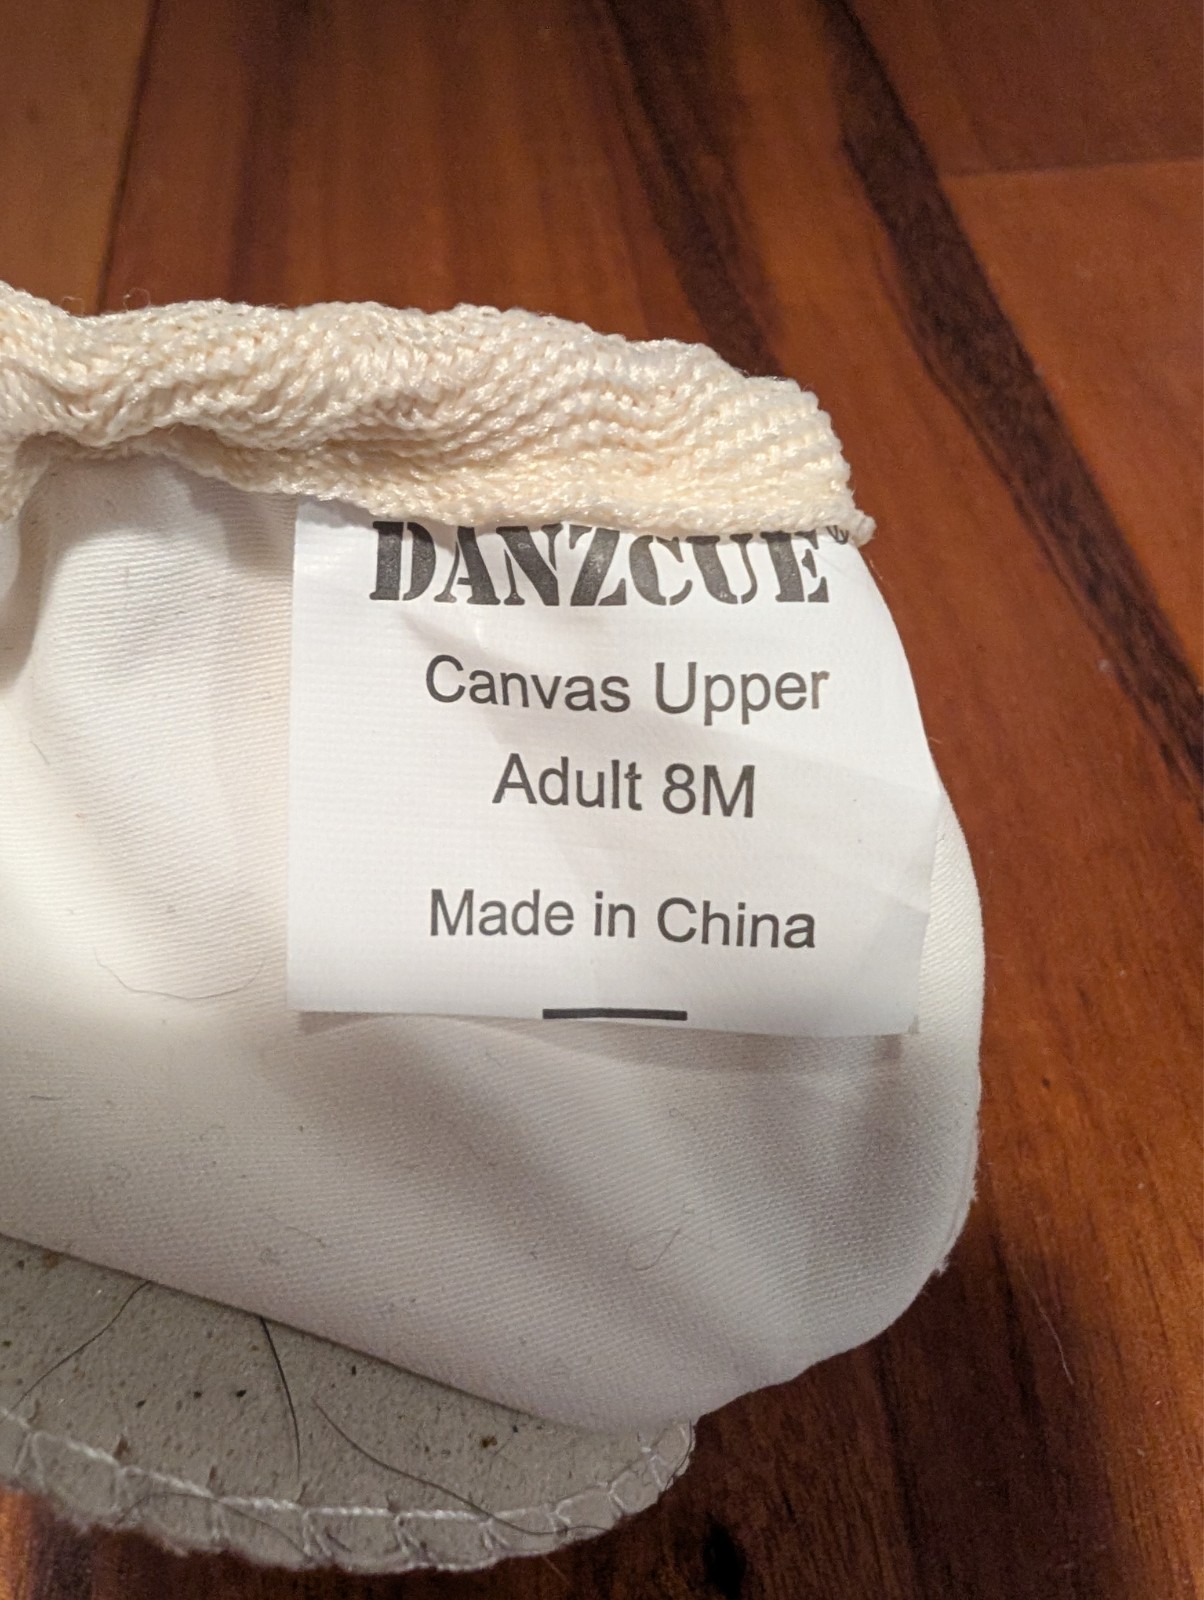 DANZCUE®
Canvas Upper
Adult 8M
Made in China